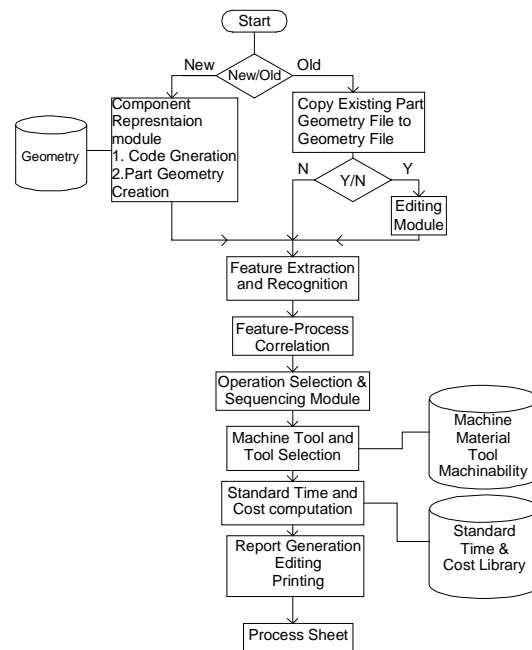 Start
New
New/Old
Old
Component
Represntaion
module
1. Code Gneration
2.Part Geometry
Creation
Geometry
Copy Existing Part
Geometry File to
Geometry File
N
Y/N
Y
Editing
Module
Feature Extraction
and Recognition
Feature-Process
Correlation
Operation Selection &
Sequencing Module
Machine Tool and
Tool Selection
Machine
Material
Tool
Machinability
Standard Time and
Cost computation
Standard
Time &
Cost Library
Report Generation
Editing
Printing
Process Sheet